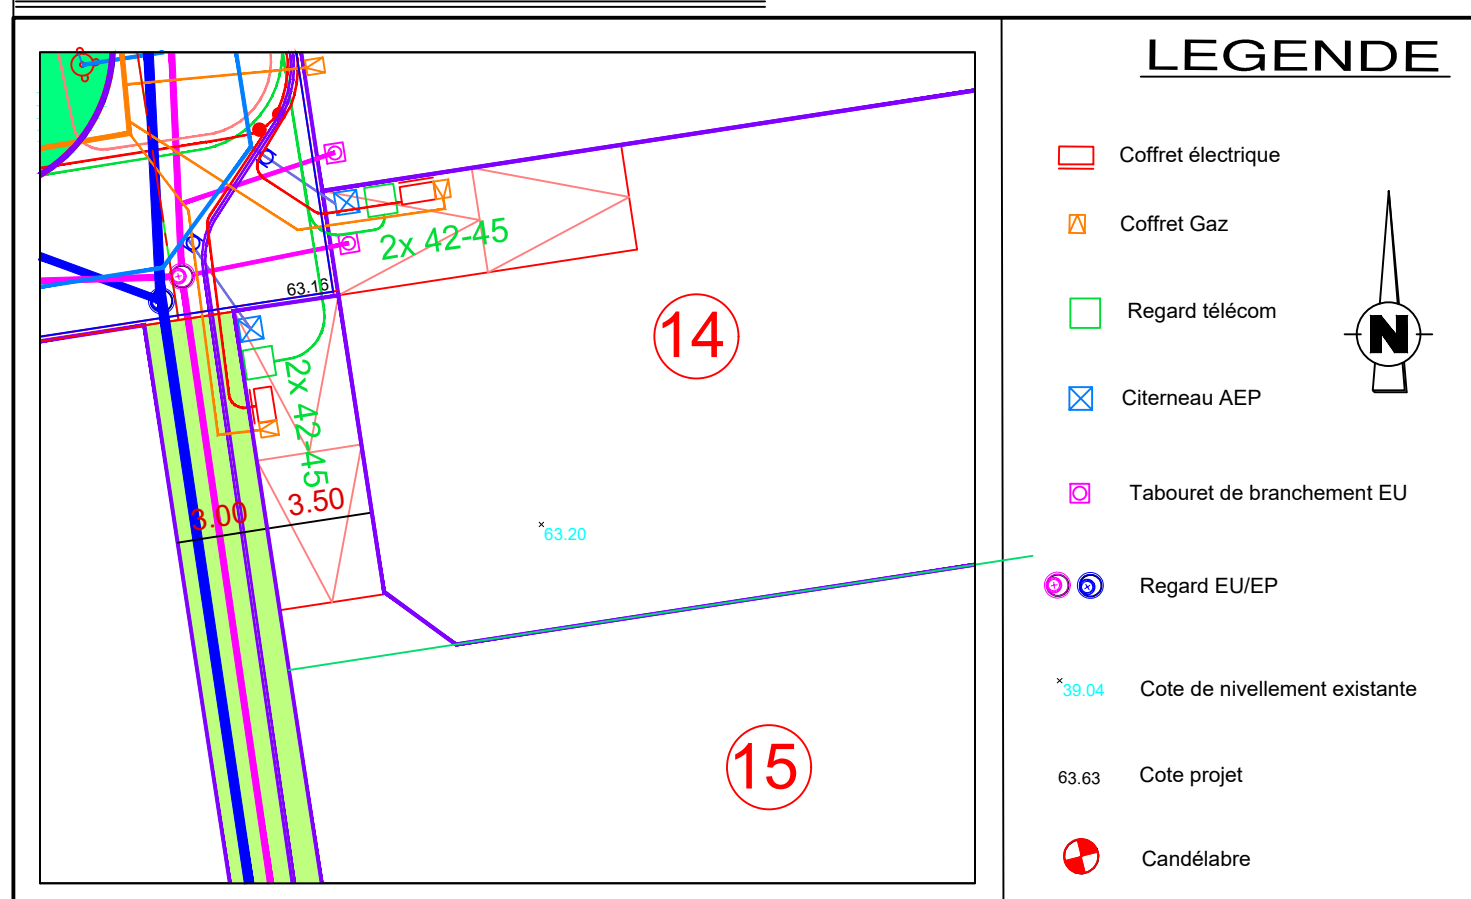 LEGENDE
Coffret électrique
Coffret Gaz
Regard télécom
N
Citerneau AEP
Tabouret de branchement EU
Regard EU/EP
39.04 Cote de nivellement existante
63.63 Cote projet
Candélabre
2x 42-45
63.16
14
2x 42-45
3.00
3.50
63.20
15